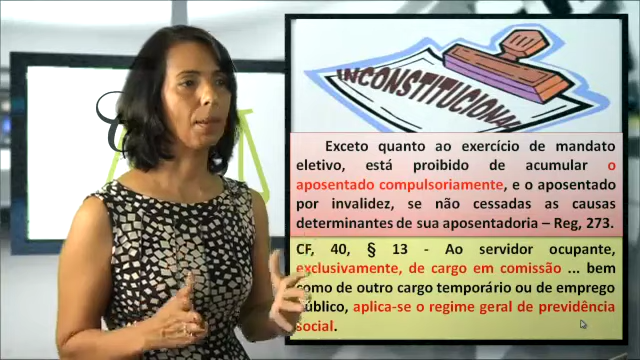 INCONSTITUCIONAL
Exceto quanto ao exercício de mandato
eletivo, está proibido de acumular o
aposentado compulsoriamente, e o aposentado
por invalidez, se não cessadas as causas
determinantes de sua aposentadoria – Reg, 273.
CF, 40, § 13 - Ao servidor ocupante,
exclusivamente, de cargo em comissão ... bem
como de outro cargo temporário ou de emprego
público, aplica-se o regime geral de previdência
social.